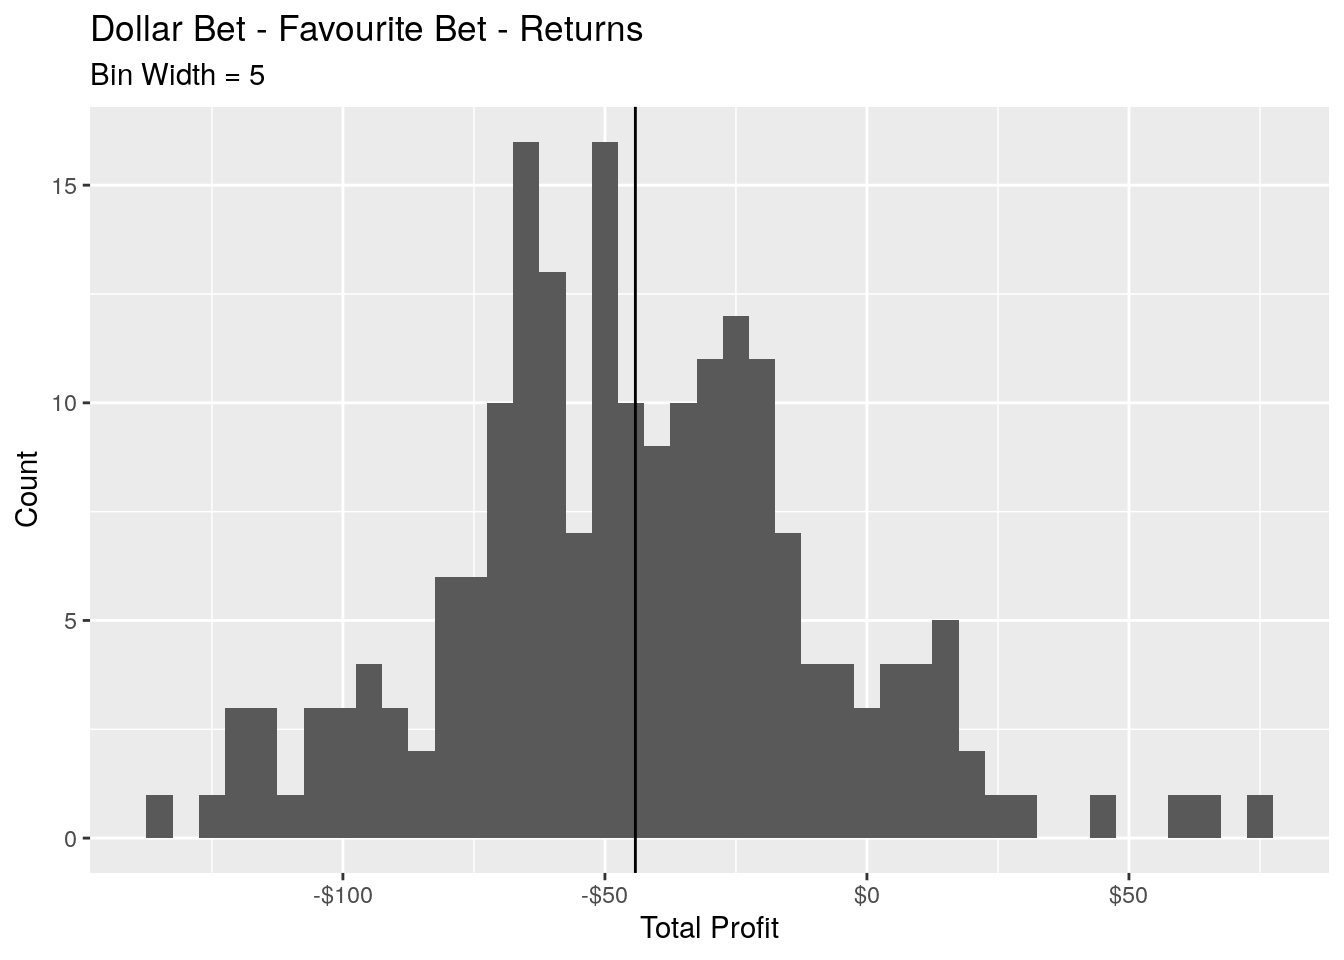 Dollar Bet - Favourite Bet - Returns
Bin Width = 5
15
10
5
0
Count
-$100 -$50 $0 $50
Total Profit